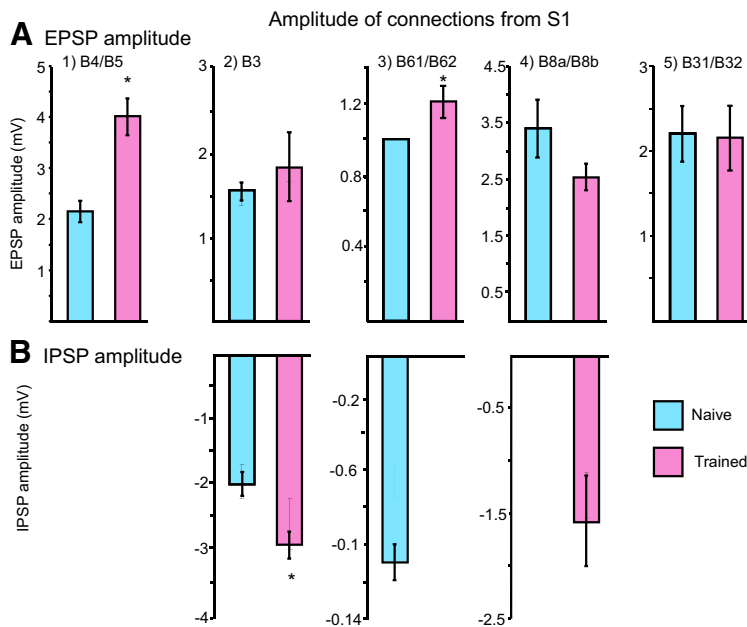 Amplitude of connections from S1
A EPSP amplitude
1) B4/B5
2) B3
3) B61/B62
4) B8a/B8b
5) B31/B32
EPSP amplitude (mV)
5
4
3
2
1
*
3
2
1
1.2
0.8
0.4
*
4.5
3.5
2.5
1.5
0.5
3
2
1
B IPSP amplitude
IPSP amplitude (mV)
-1
-2
-3
-4
*
-0.2
-0.6
-0.1
-0.14
-0.5
-1.5
-2.5
Naive
Trained